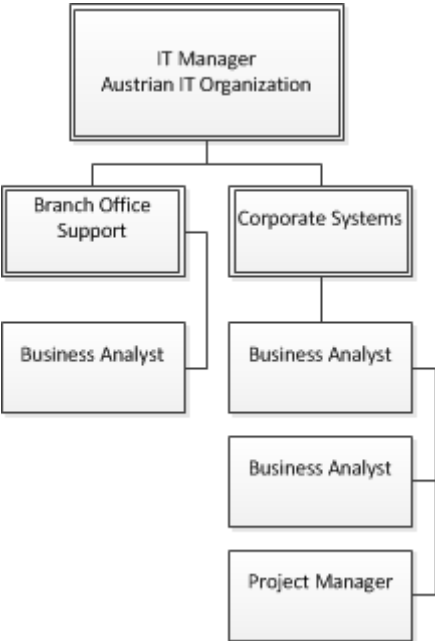 IT Manager
Austrian IT Organization
Branch Office
Support
Corporate Systems
Business Analyst
Business Analyst
Business Analyst
Project Manager